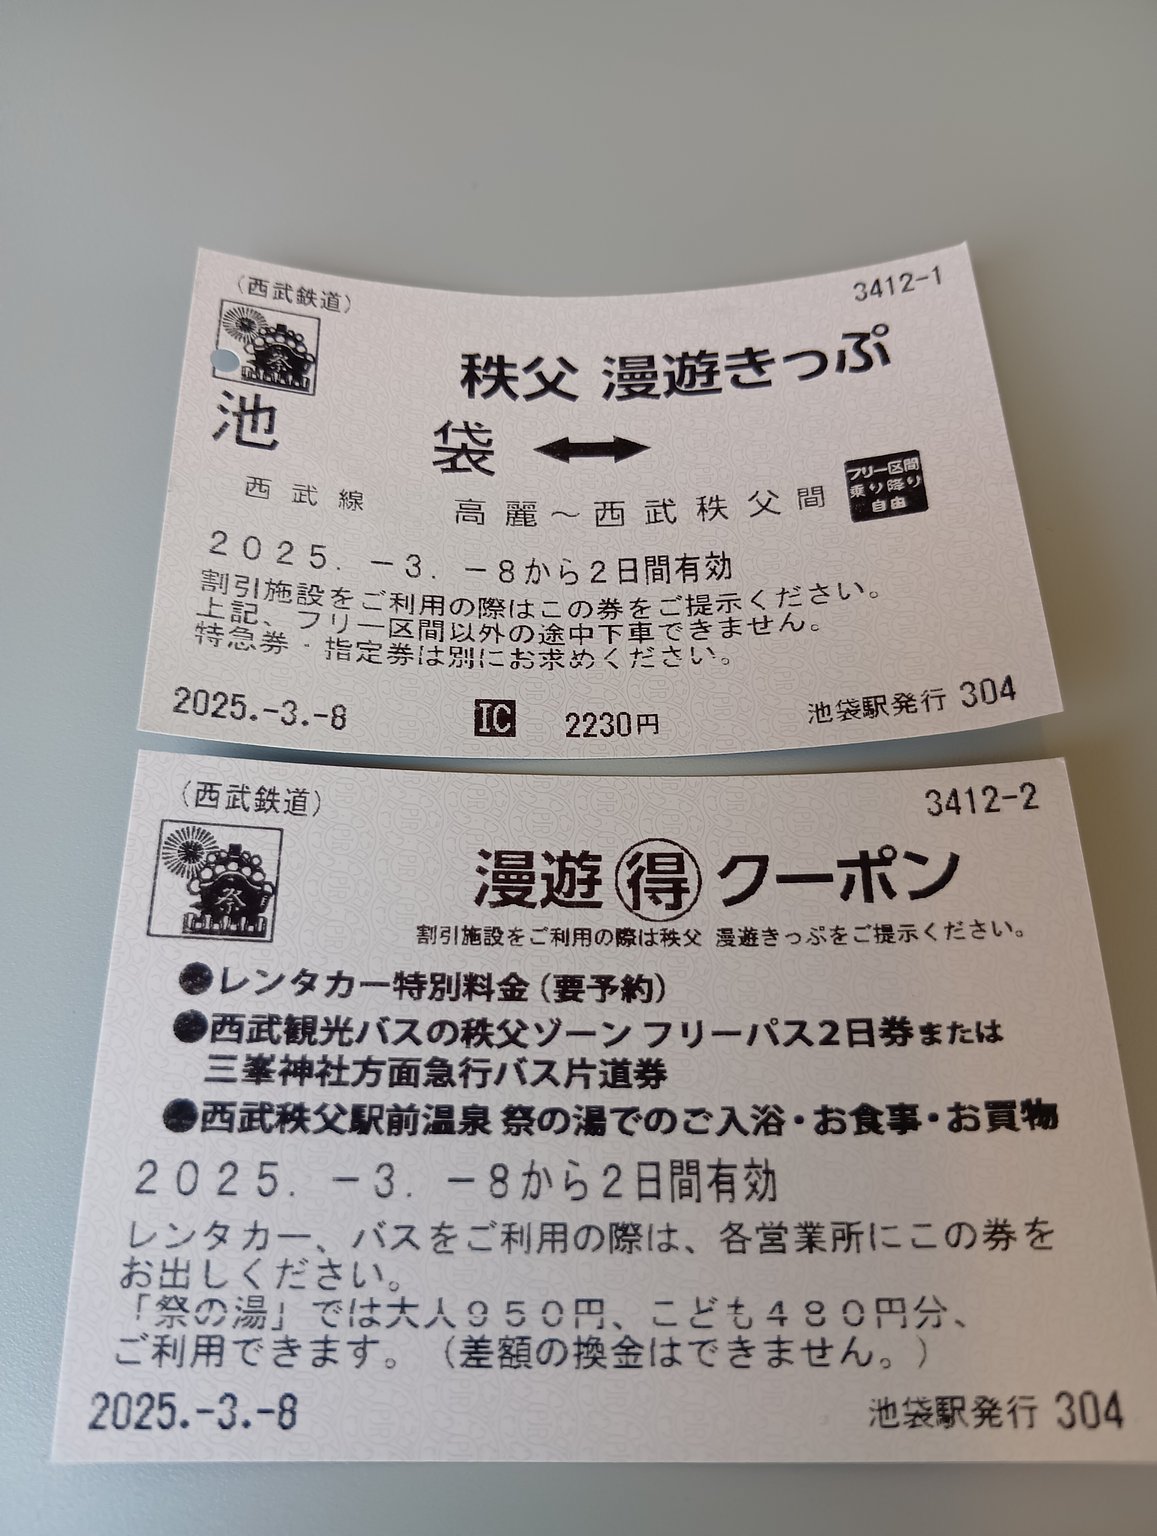 （西武鉄道）
3412-1
秩父 漫遊きっぷ
池 袋 ⟷
西武線 高麗～西武秩父間
フリー区間
乗り降り
自由
2025.-3.-8から2日間有効
割引施設をご利用の際はこの券をご提示ください。
上記、フリー区間以外の途中下車できません。
特急券・指定券は別にお求めください。
2025.-3.-8 IC 2230円 池袋駅発行 304
（西武鉄道）
3412-2
祭
漫遊 得 クーポン
割引施設をご利用の際は秩父 漫遊きっぷをご提示ください。
●レンタカー特別料金（要予約）
●西武観光バスの秩父ゾーン フリーパス2日券または
三峯神社方面急行バス片道券
●西武秩父駅前温泉 祭の湯でのご入浴・お食事・お買物
2025.-3.-8から2日間有効
レンタカー、バスをご利用の際は、各営業所にこの券を
お出しください。
「祭の湯」では大人950円、こども480円分、
ご利用できます。（差額の換金はできません。）
2025.-3.-8 池袋駅発行 304